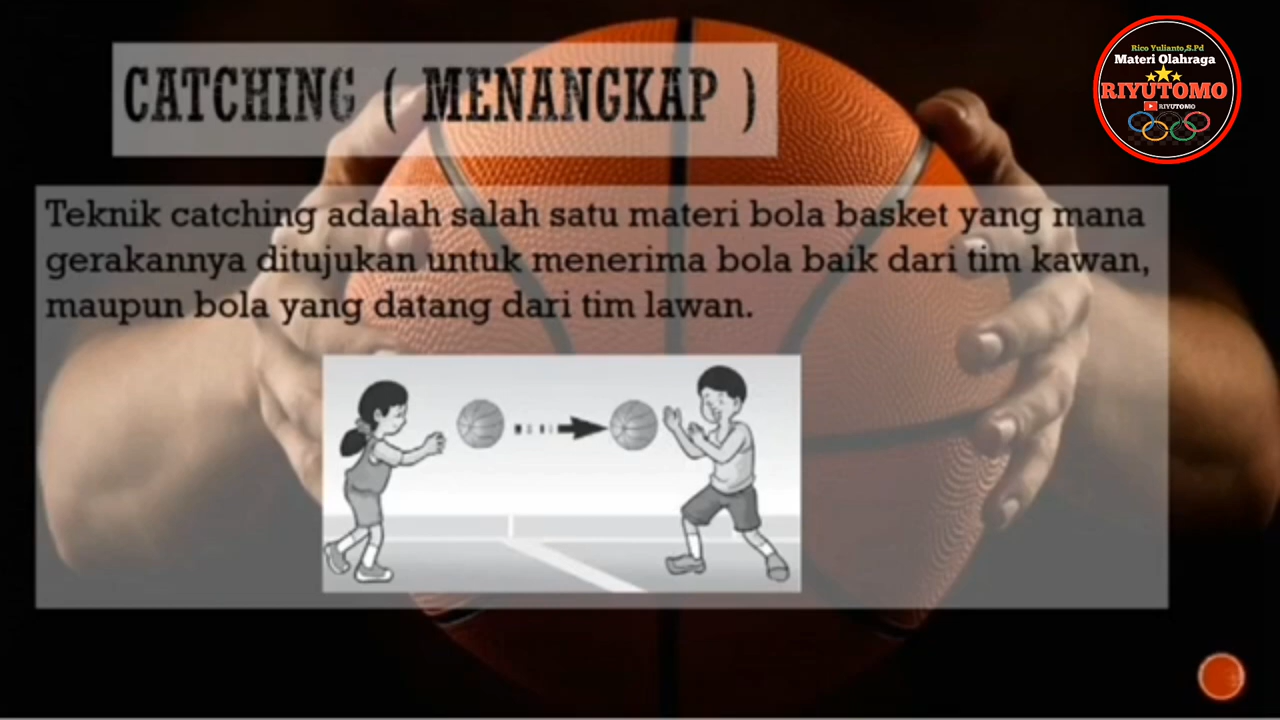 CATCHING ( MENANGKAP )
Rico Yulianto,S.Pd
Materi Olahraga
RIYUTOMO
RIYUTOMO
Teknik catching adalah salah satu materi bola basket yang mana
gerakannya ditujukan untuk menerima bola baik dari tim kawan,
maupun bola yang datang dari tim lawan.